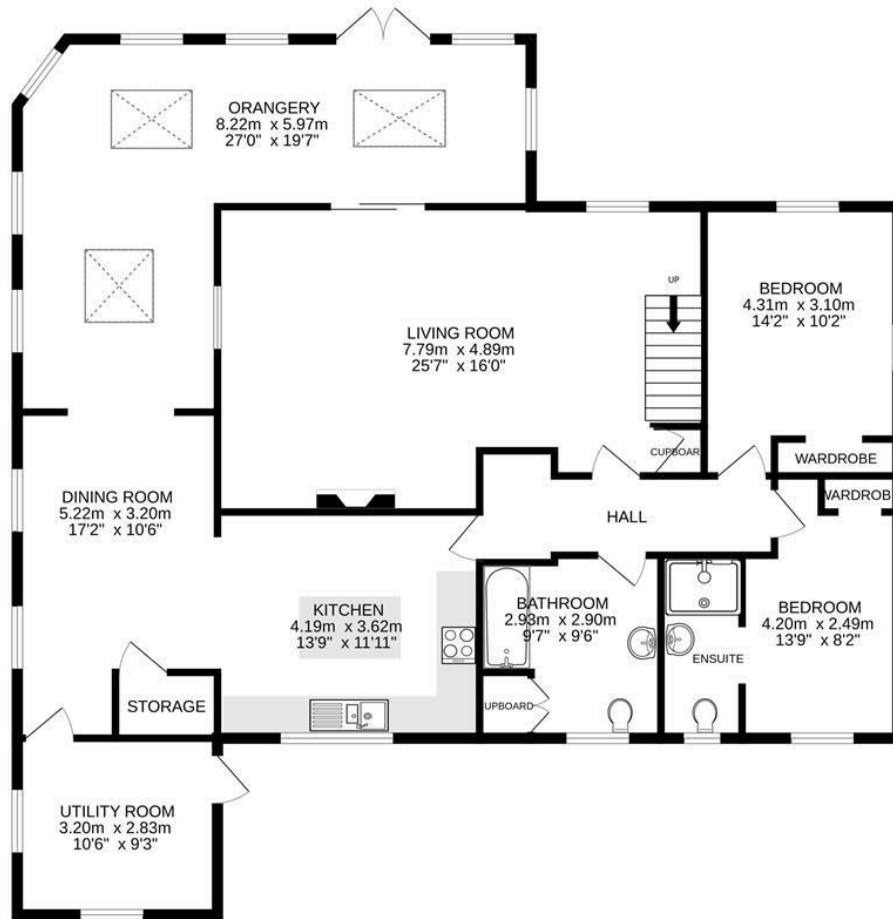 ORANGERY
8.22m x 5.97m
27'0" x 19'7"
UP
BEDROOM
4.31m x 3.10m
14'2" x 10'2"
LIVING ROOM
7.79m x 4.89m
25'7" x 16'0"
CUPBOAR
WARDROBE
WARDROB
DINING ROOM
5.22m x 3.20m
17'2" x 10'6"
HALL
KITCHEN
4.19m x 3.62m
13'9" x 11'11"
BATHROOM
2.93m x 2.90m
9'7" x 9'6"
BEDROOM
4.20m x 2.49m
13'9" x 8'2"
ENSUITE
STORAGE
UPBOARD
UTILITY ROOM
3.20m x 2.83m
10'6" x 9'3"